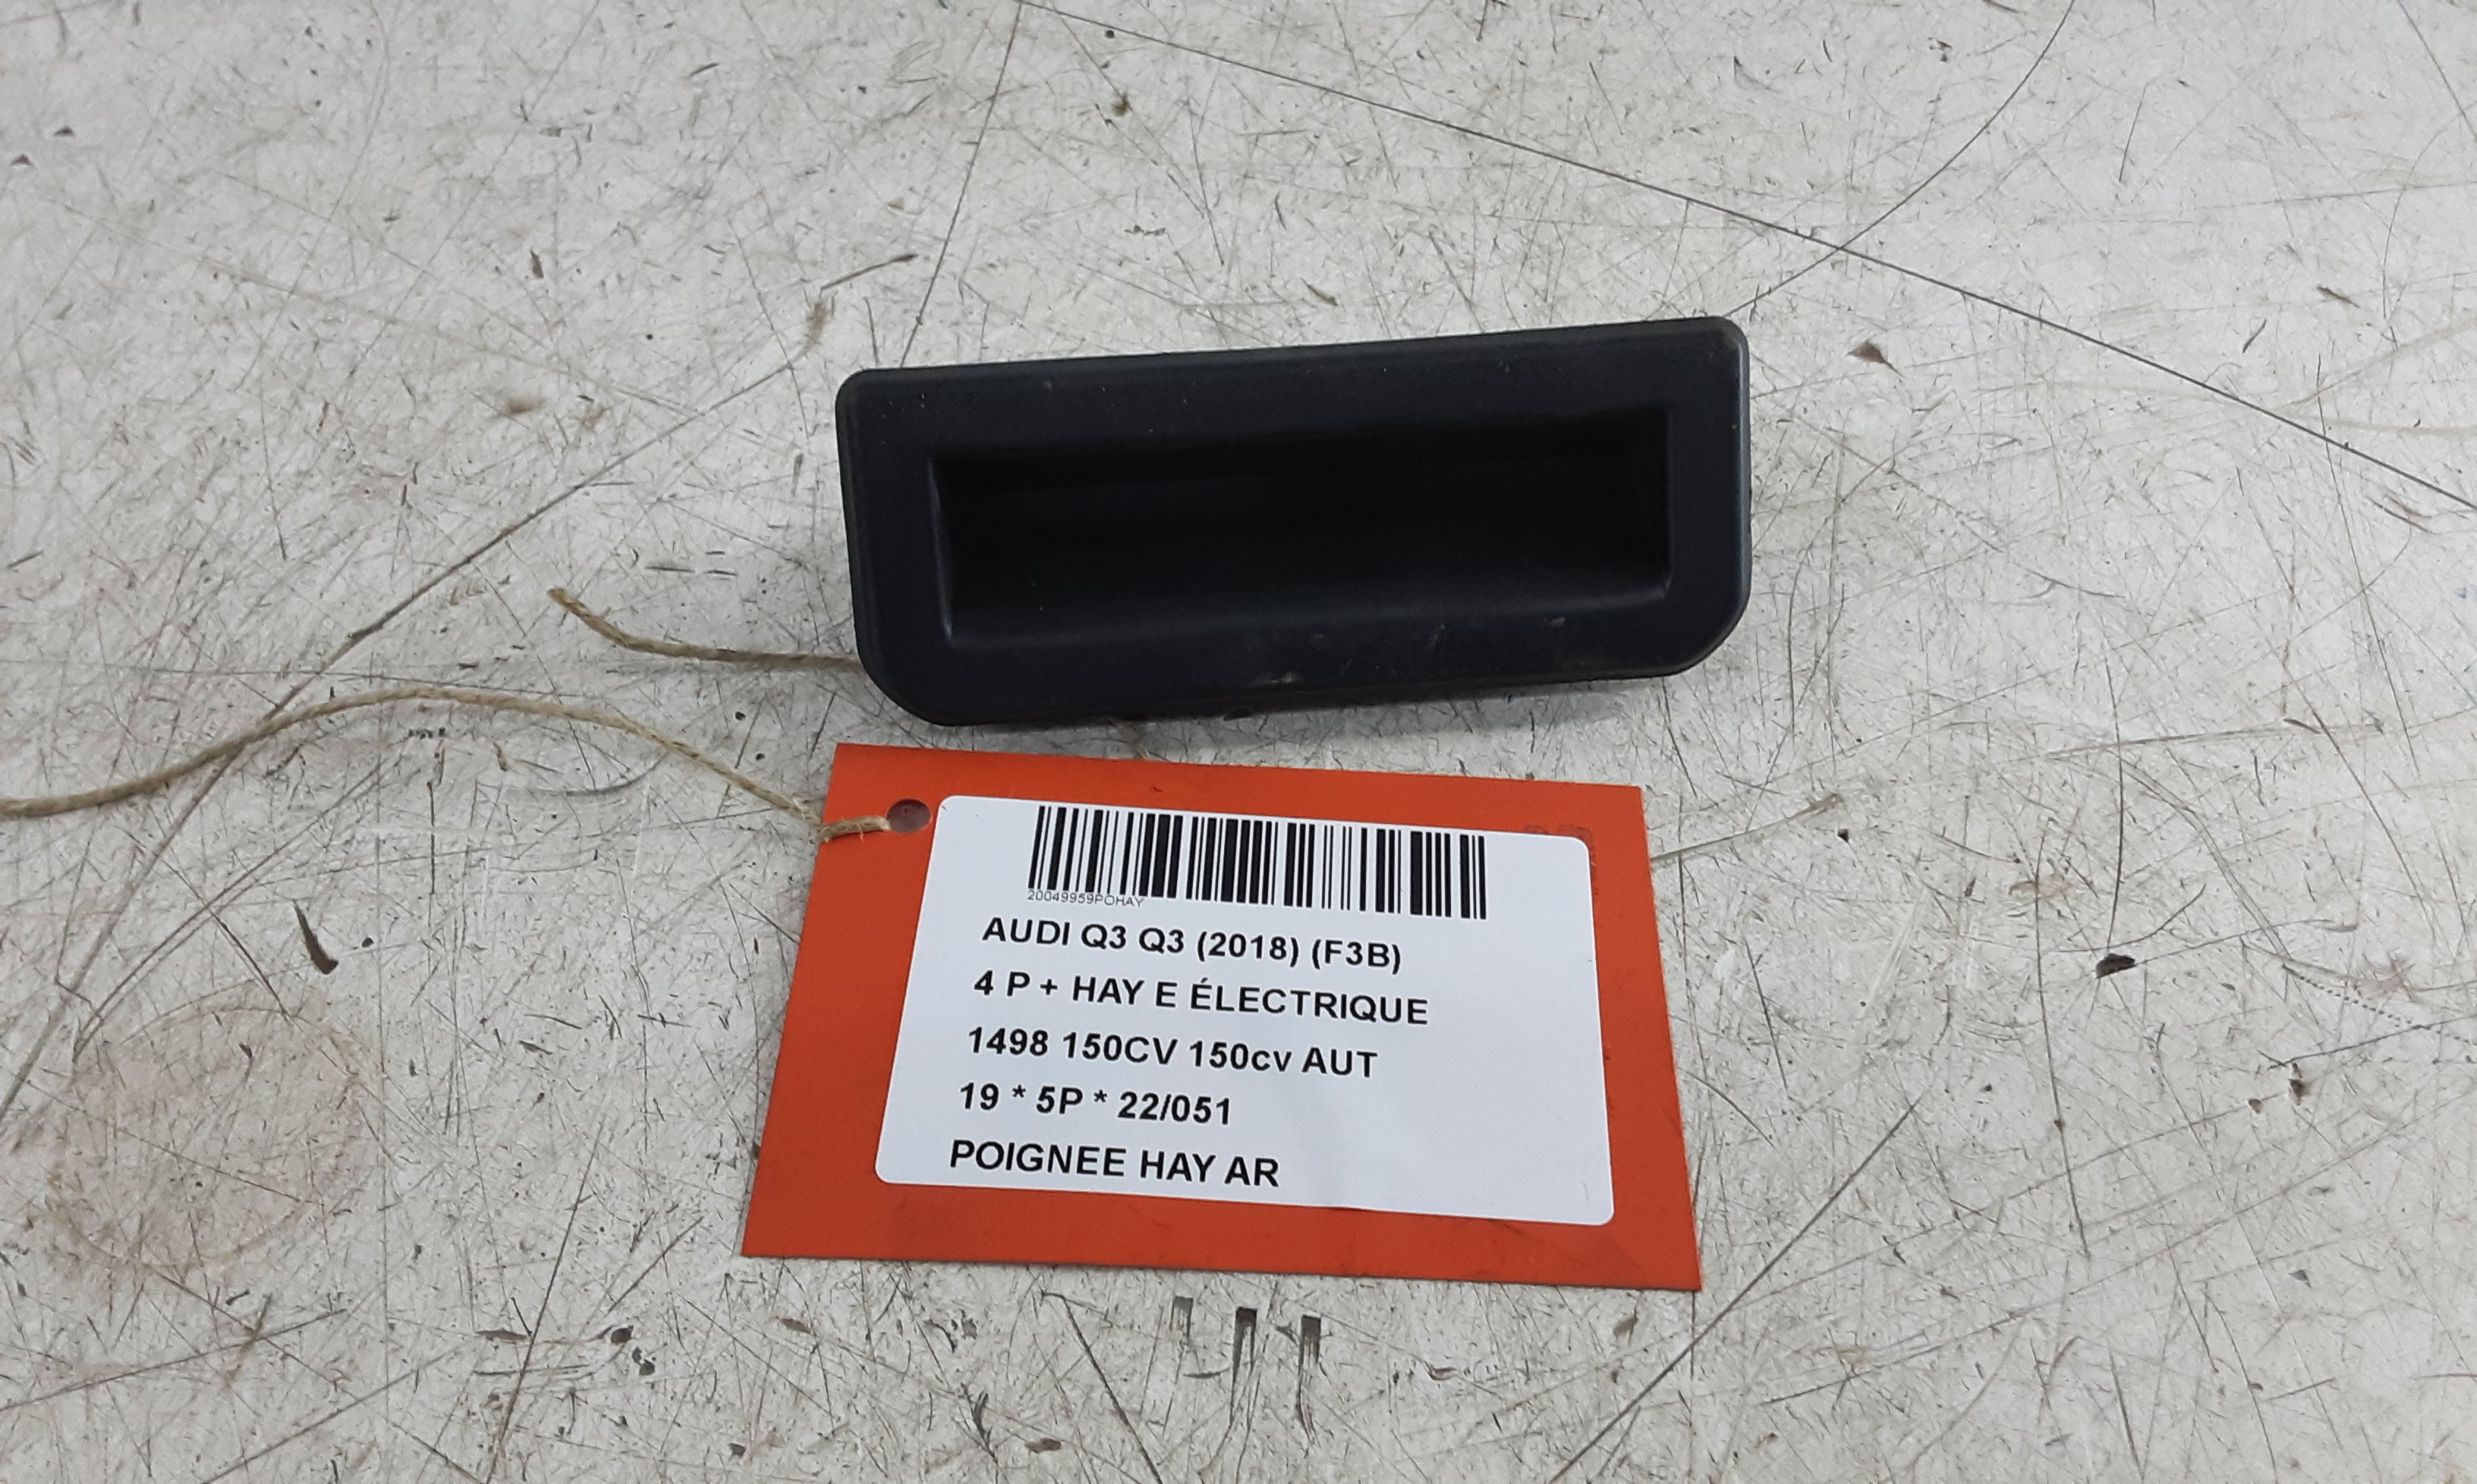 20049959POHAY
AUDI Q3 Q3 (2018) (F3B)
4 P + HAY E ÉLECTRIQUE
1498 150CV 150cv AUT
19 * 5P * 22/051
POIGNEE HAY AR